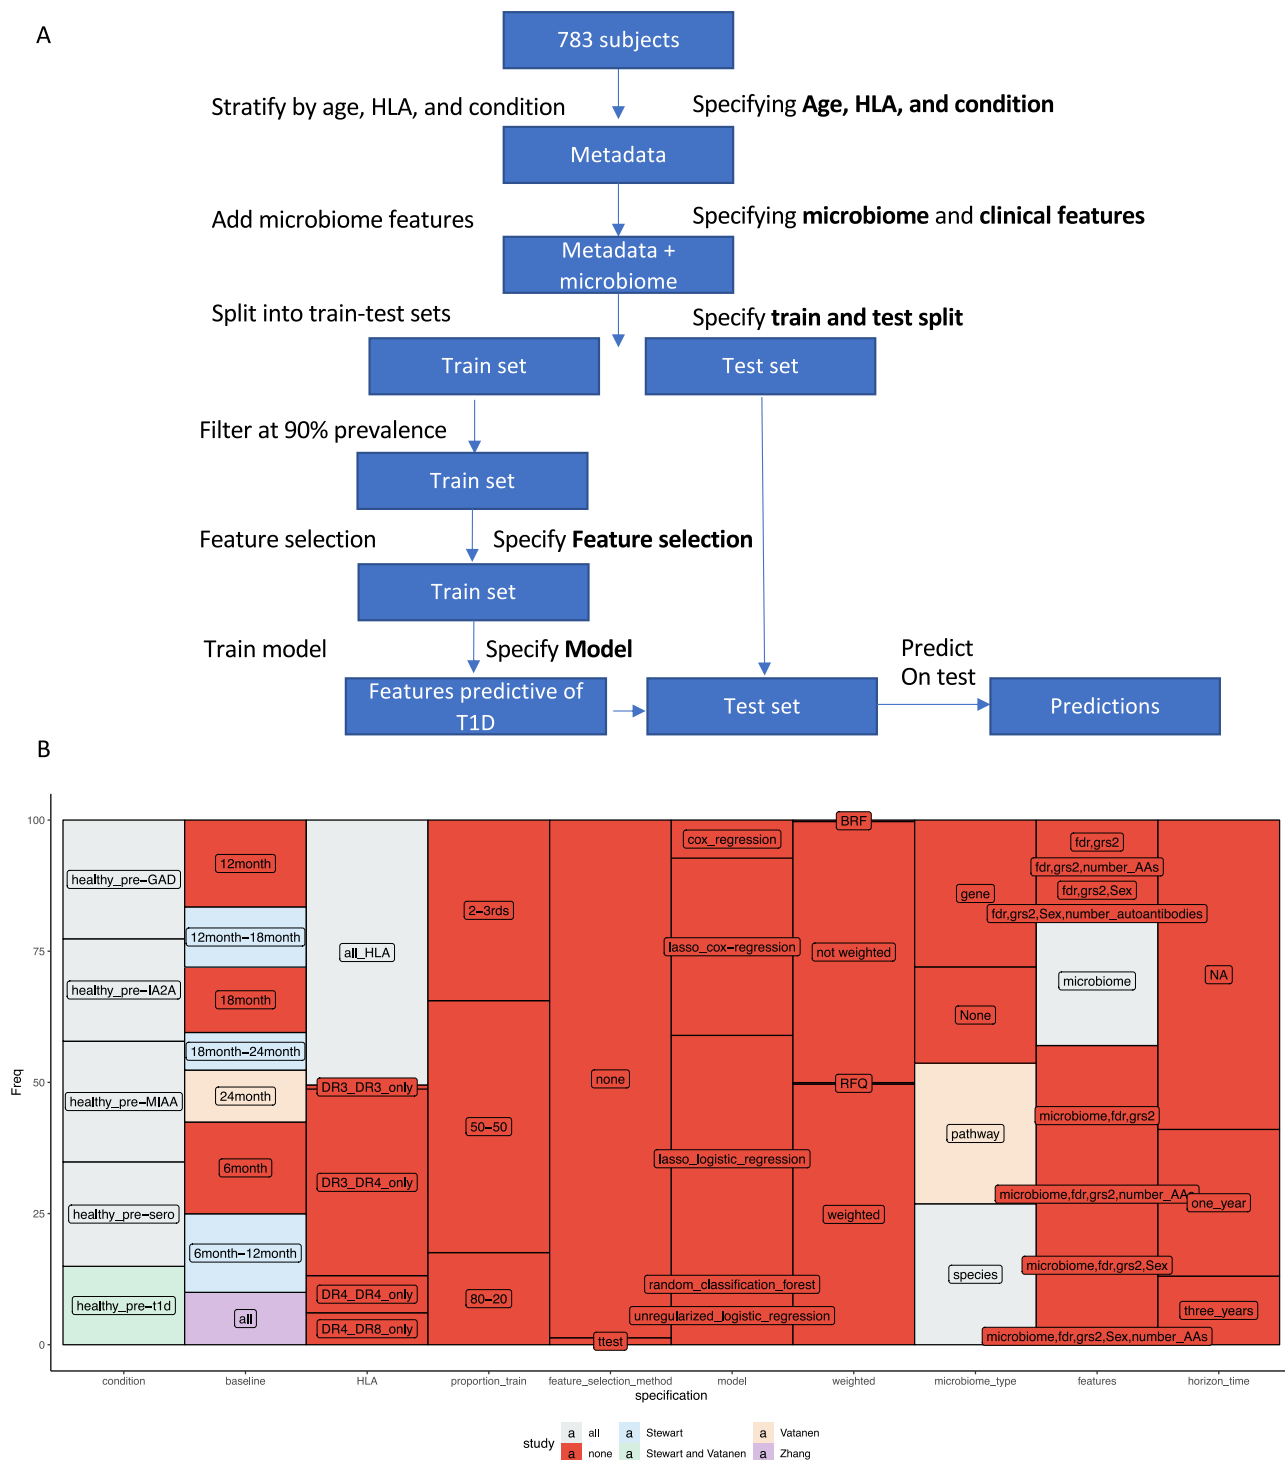 A
783 subjects
Stratify by age, HLA, and condition
Specifying Age, HLA, and condition
Metadata
Add microbiome features
Specifying microbiome and clinical features
Metadata +
microbiome
Split into train-test sets
Specify train and test split
Train set
Test set
Filter at 90% prevalence
Train set
Feature selection
Specify Feature selection
Train set
Train model
Specify Model
Predict
On test
Features predictive of
T1D
Test set
Predictions
B
Freq
100
75
50
25
0
healthy_pre-GAD
healthy_pre-IA2A
healthy_pre-MIAA
healthy_pre-sero
healthy_pre-t1d
12month
12month-18month
18month
18month-24month
24month
6month
6month-12month
all
all_HLA
DR3_DR3_only
DR3_DR4_only
DR4_DR4_only
DR4_DR8_only
2-3rds
50-50
80-20
none
ttest
cox_regression
lasso_cox-regression
lasso_logistic_regression
random_classification_forest
unregularized_logistic_regression
BRF
not weighted
RFQ
weighted
gene
None
pathway
species
fdr,grs2
fdr,grs2,number_AAs
fdr,grs2,Sex
fdr,grs2,Sex,number_autoantibodies
microbiome
microbiome,fdr,grs2
microbiome,fdr,grs2,number_AAs
microbiome,fdr,grs2,Sex
microbiome,fdr,grs2,Sex,number_AAs
NA
one_year
three_years
condition
baseline
HLA
proportion_train
feature_selection_method
model
weighted
microbiome_type
features
horizon_time
specification
study
a all
a Stewart
a Vatanen
a none
a Stewart and Vatanen
a Zhang